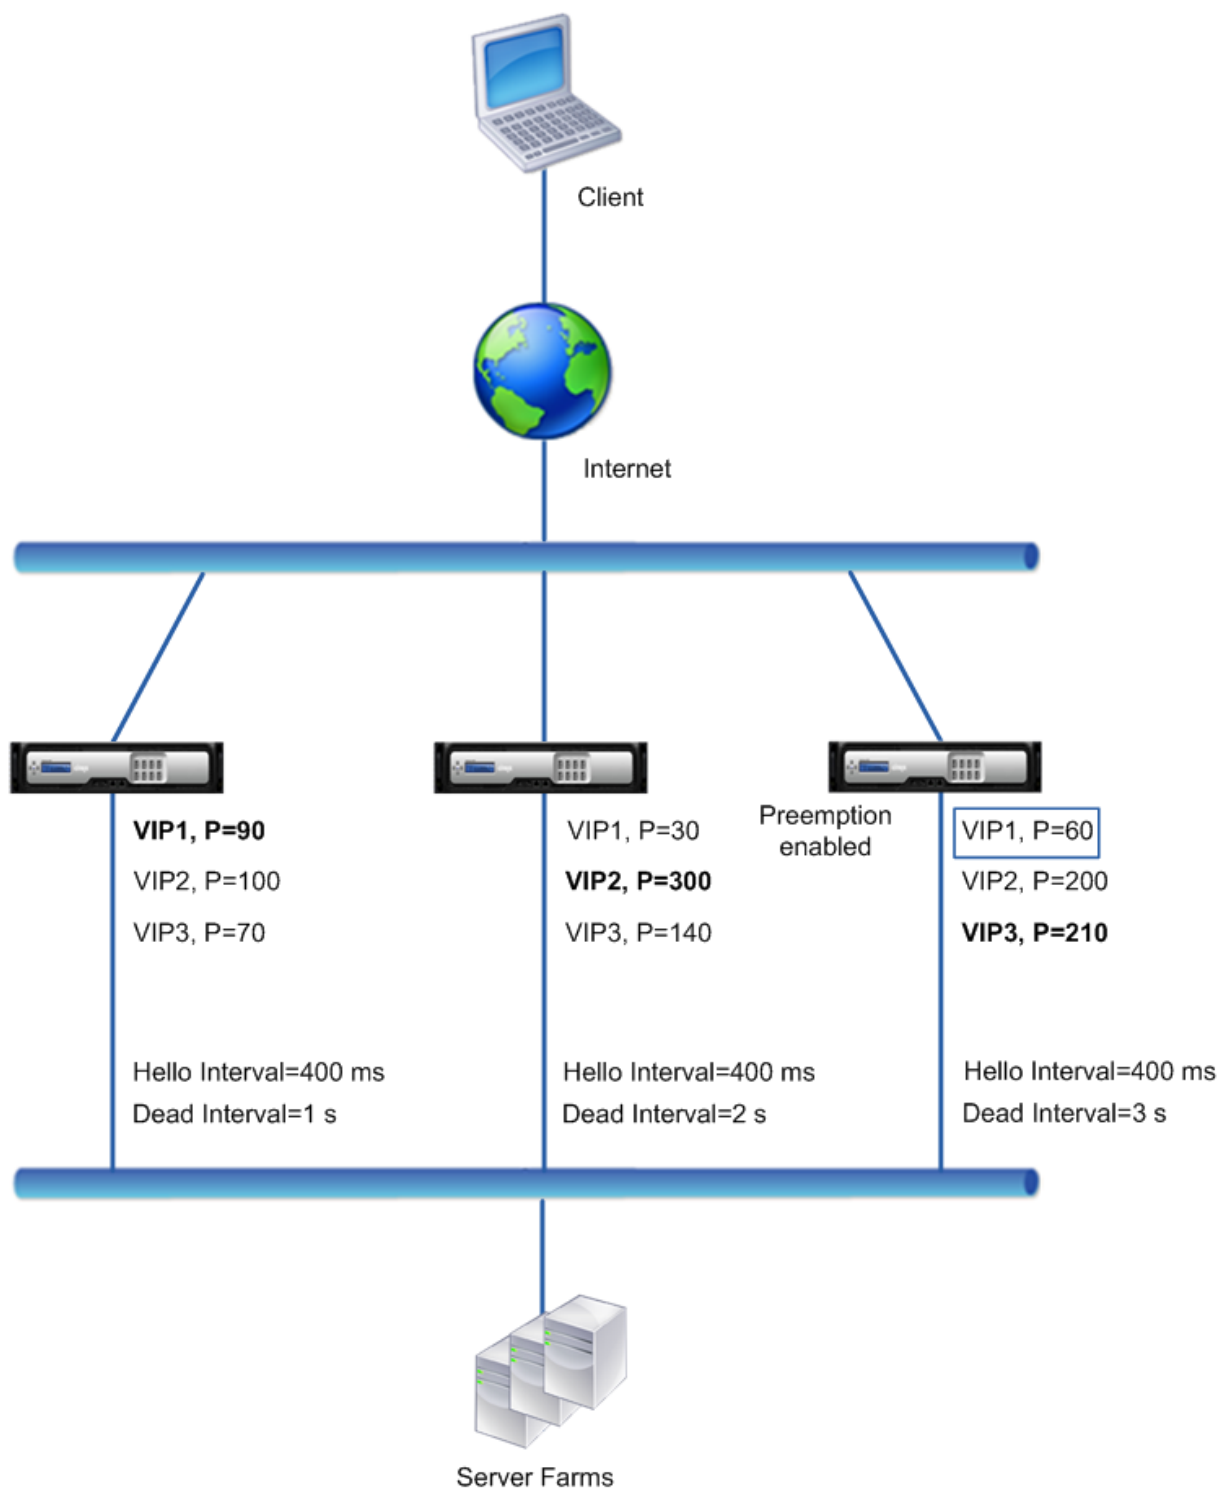 Client
Internet
VIP1, P=90
VIP2, P=100
VIP3, P=70
Hello Interval=400 ms
Dead Interval=1 s
VIP1, P=30
VIP2, P=300
VIP3, P=140
Hello Interval=400 ms
Dead Interval=2 s
Preemption
enabled
VIP1, P=60
VIP2, P=200
VIP3, P=210
Hello Interval=400 ms
Dead Interval=3 s
Server Farms